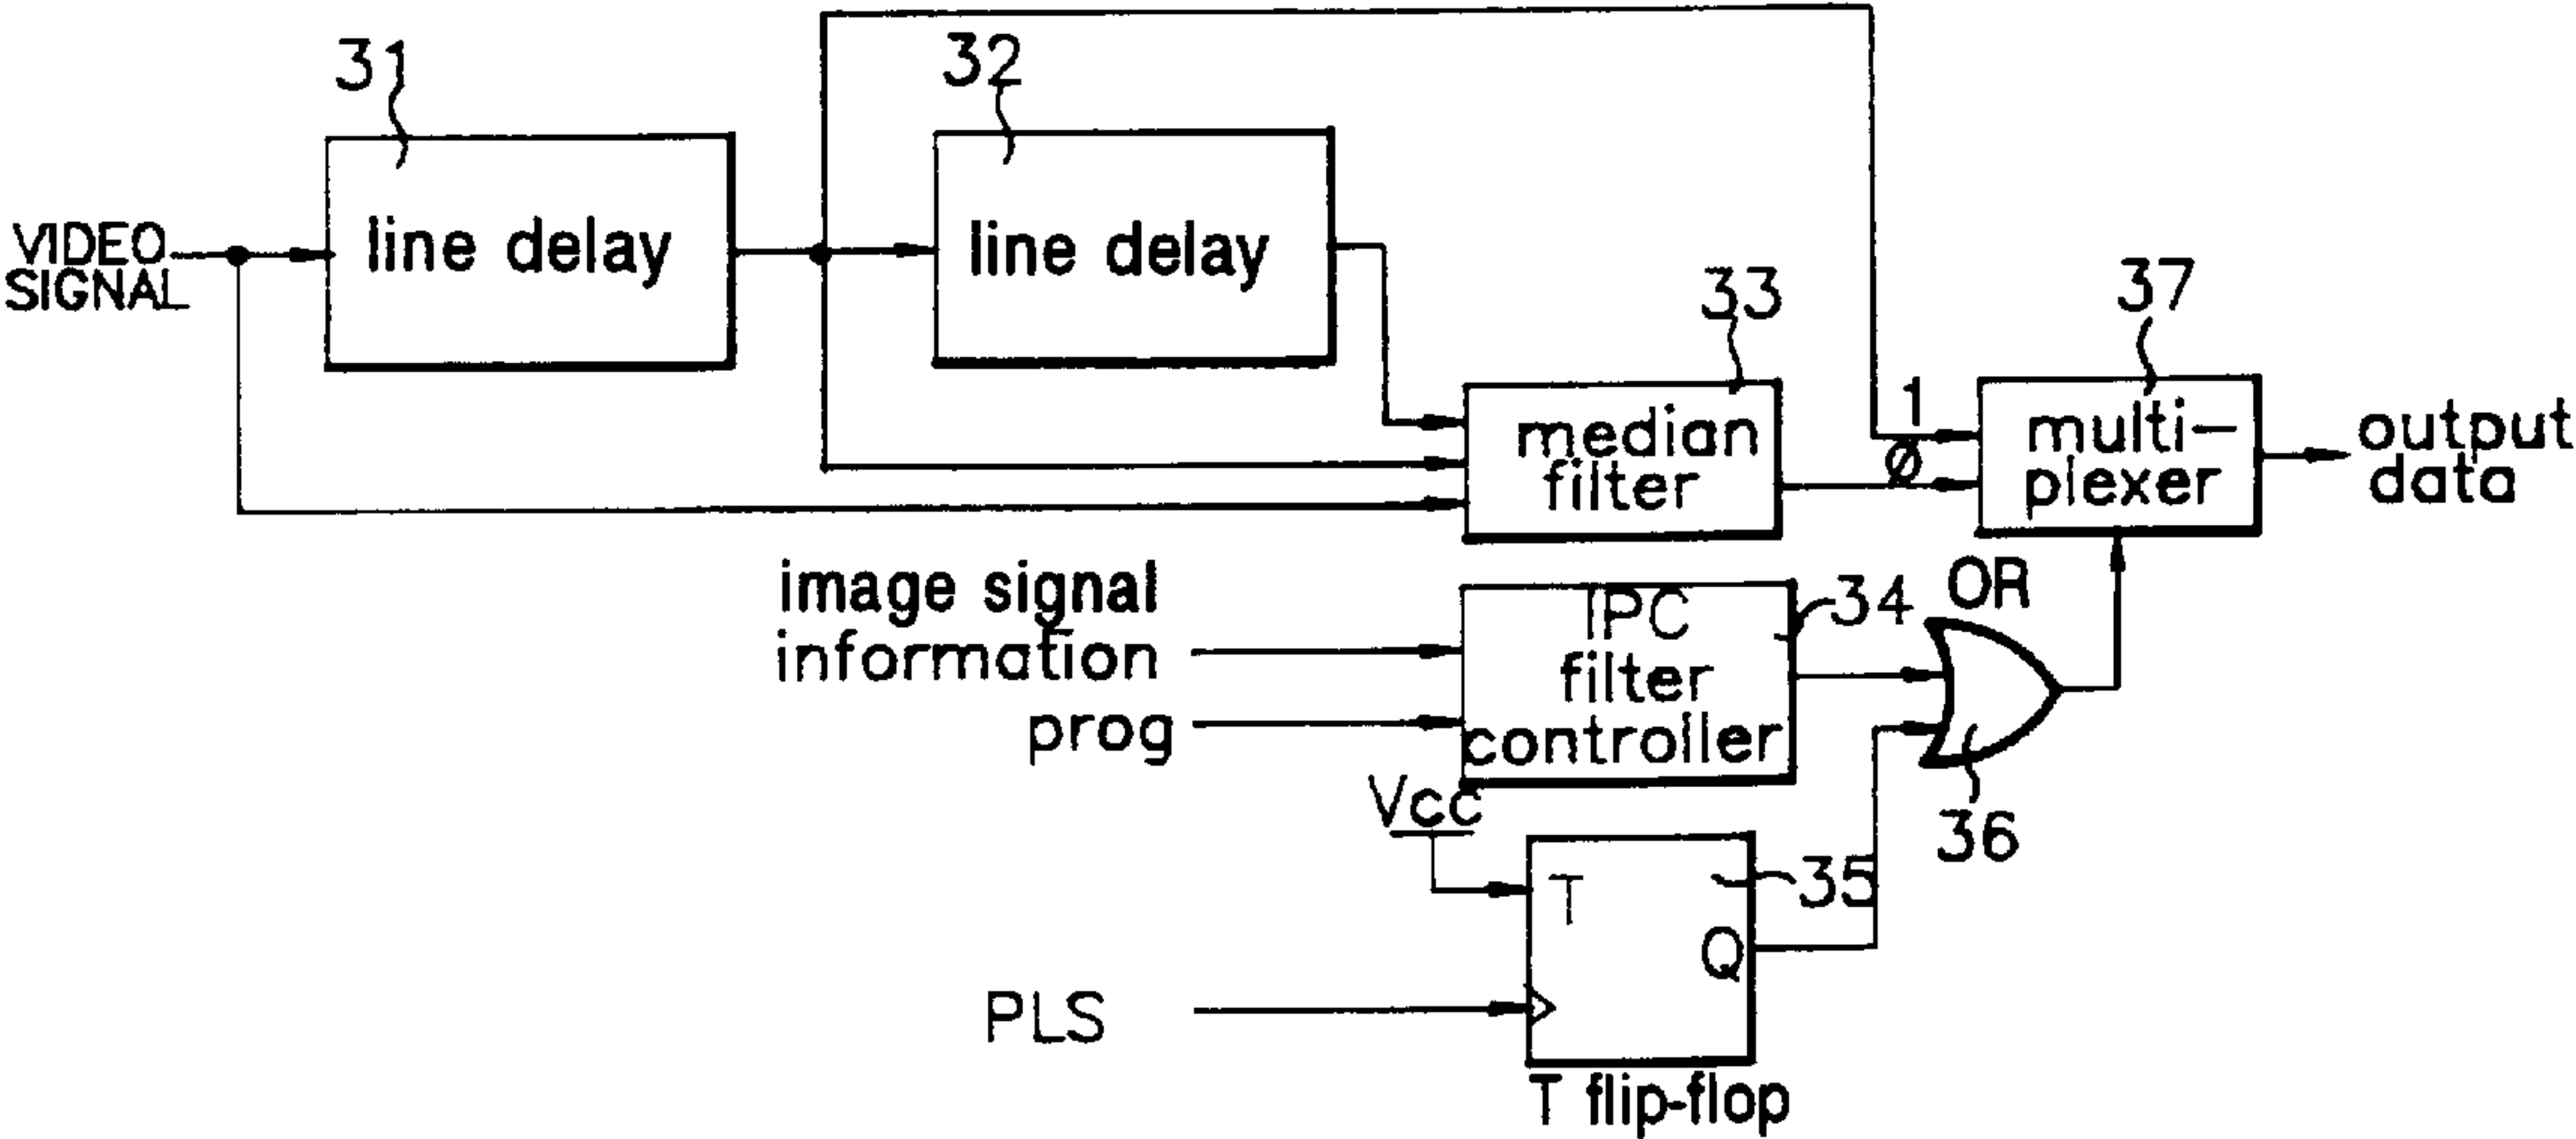 31
32
line delay
line delay
VIDEO
SIGNAL
33
37
1
Ø
median
filter
multi-
plexer
output
data
image signal
information
prog
IPC
filter
controller
34
OR
36
Vcc
T
35
Q
PLS
T flip-flop